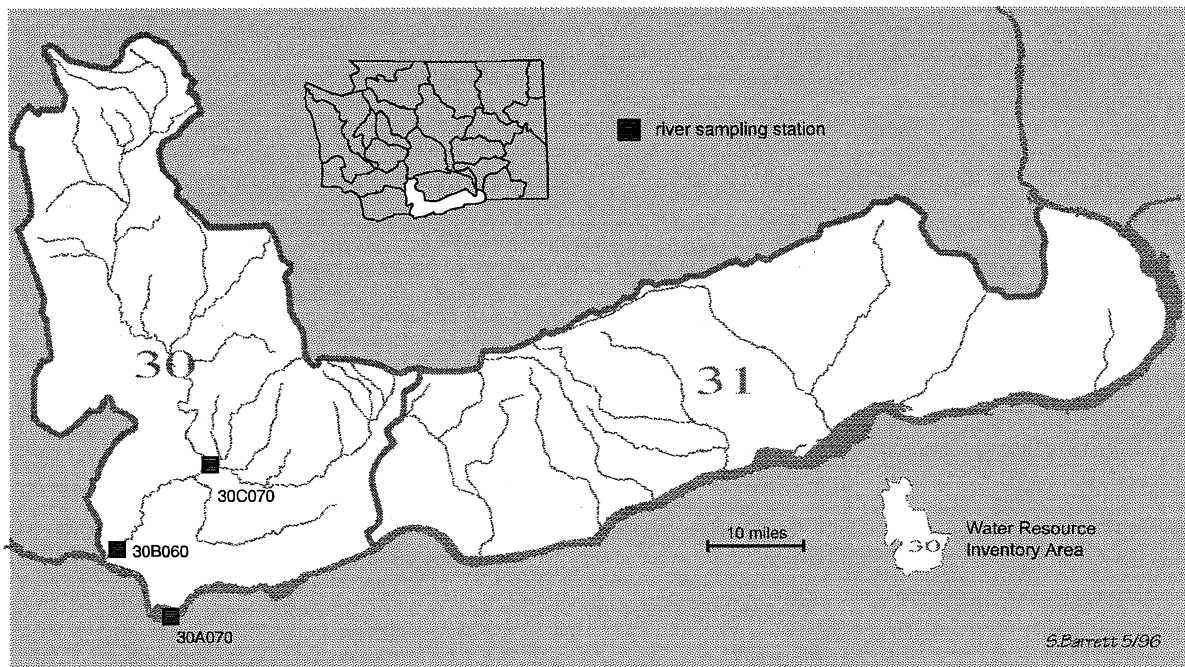 river sampling station
30
31
30C070
10 miles
30B060
30
Water Resource
Inventory Area
30A070
S.Barrett 5/96